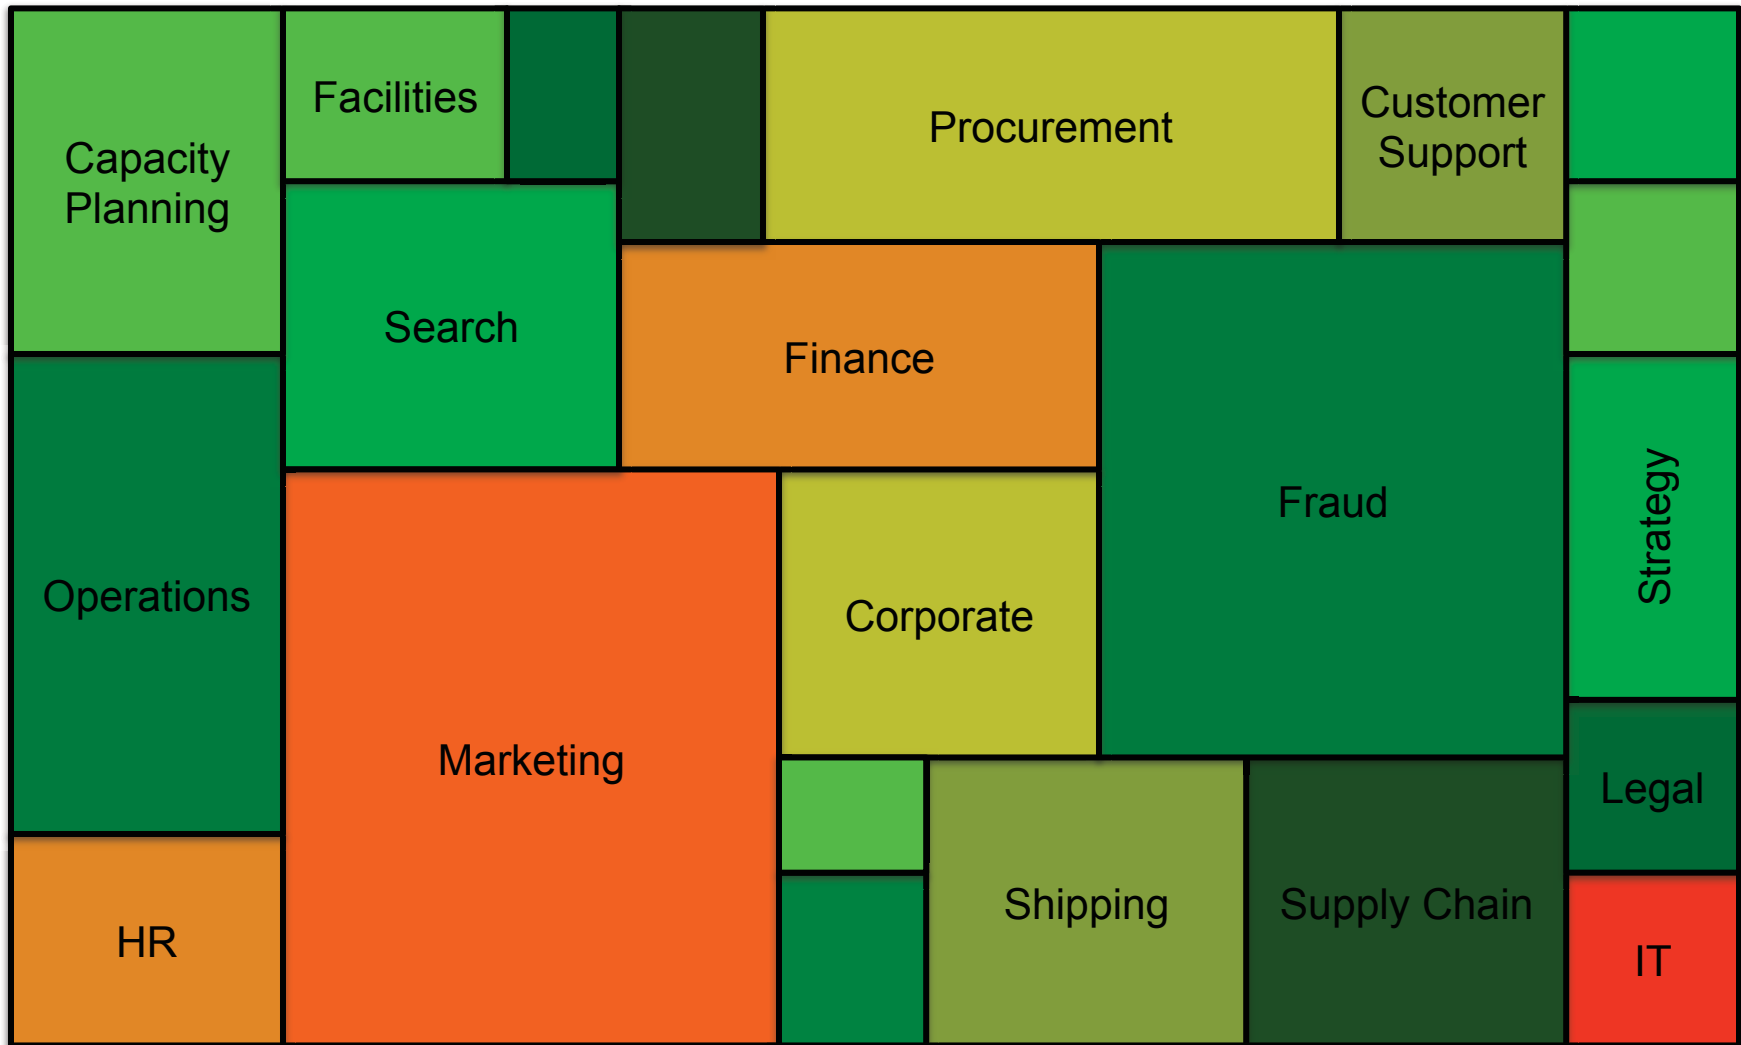 Capacity
Planning
Facilities
Procurement
Customer
Support
Search
Finance
Fraud
Strategy
Operations
Corporate
Marketing
Legal
HR
Shipping
Supply Chain
IT